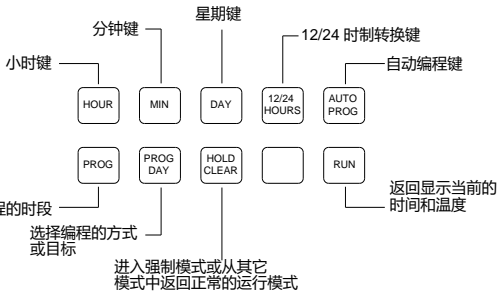 星期键
分钟键
12/24 时制转换键
小时键
自动编程键
HOUR
MIN
DAY
12/24
HOURS
AUTO
PROG
PROG
PROG
DAY
HOLD
CLEAR
RUN
返回显示当前的
时间和温度
程的时段
选择编程的方式
或目标
进入强制模式或从其它
模式中返回正常的运行模式